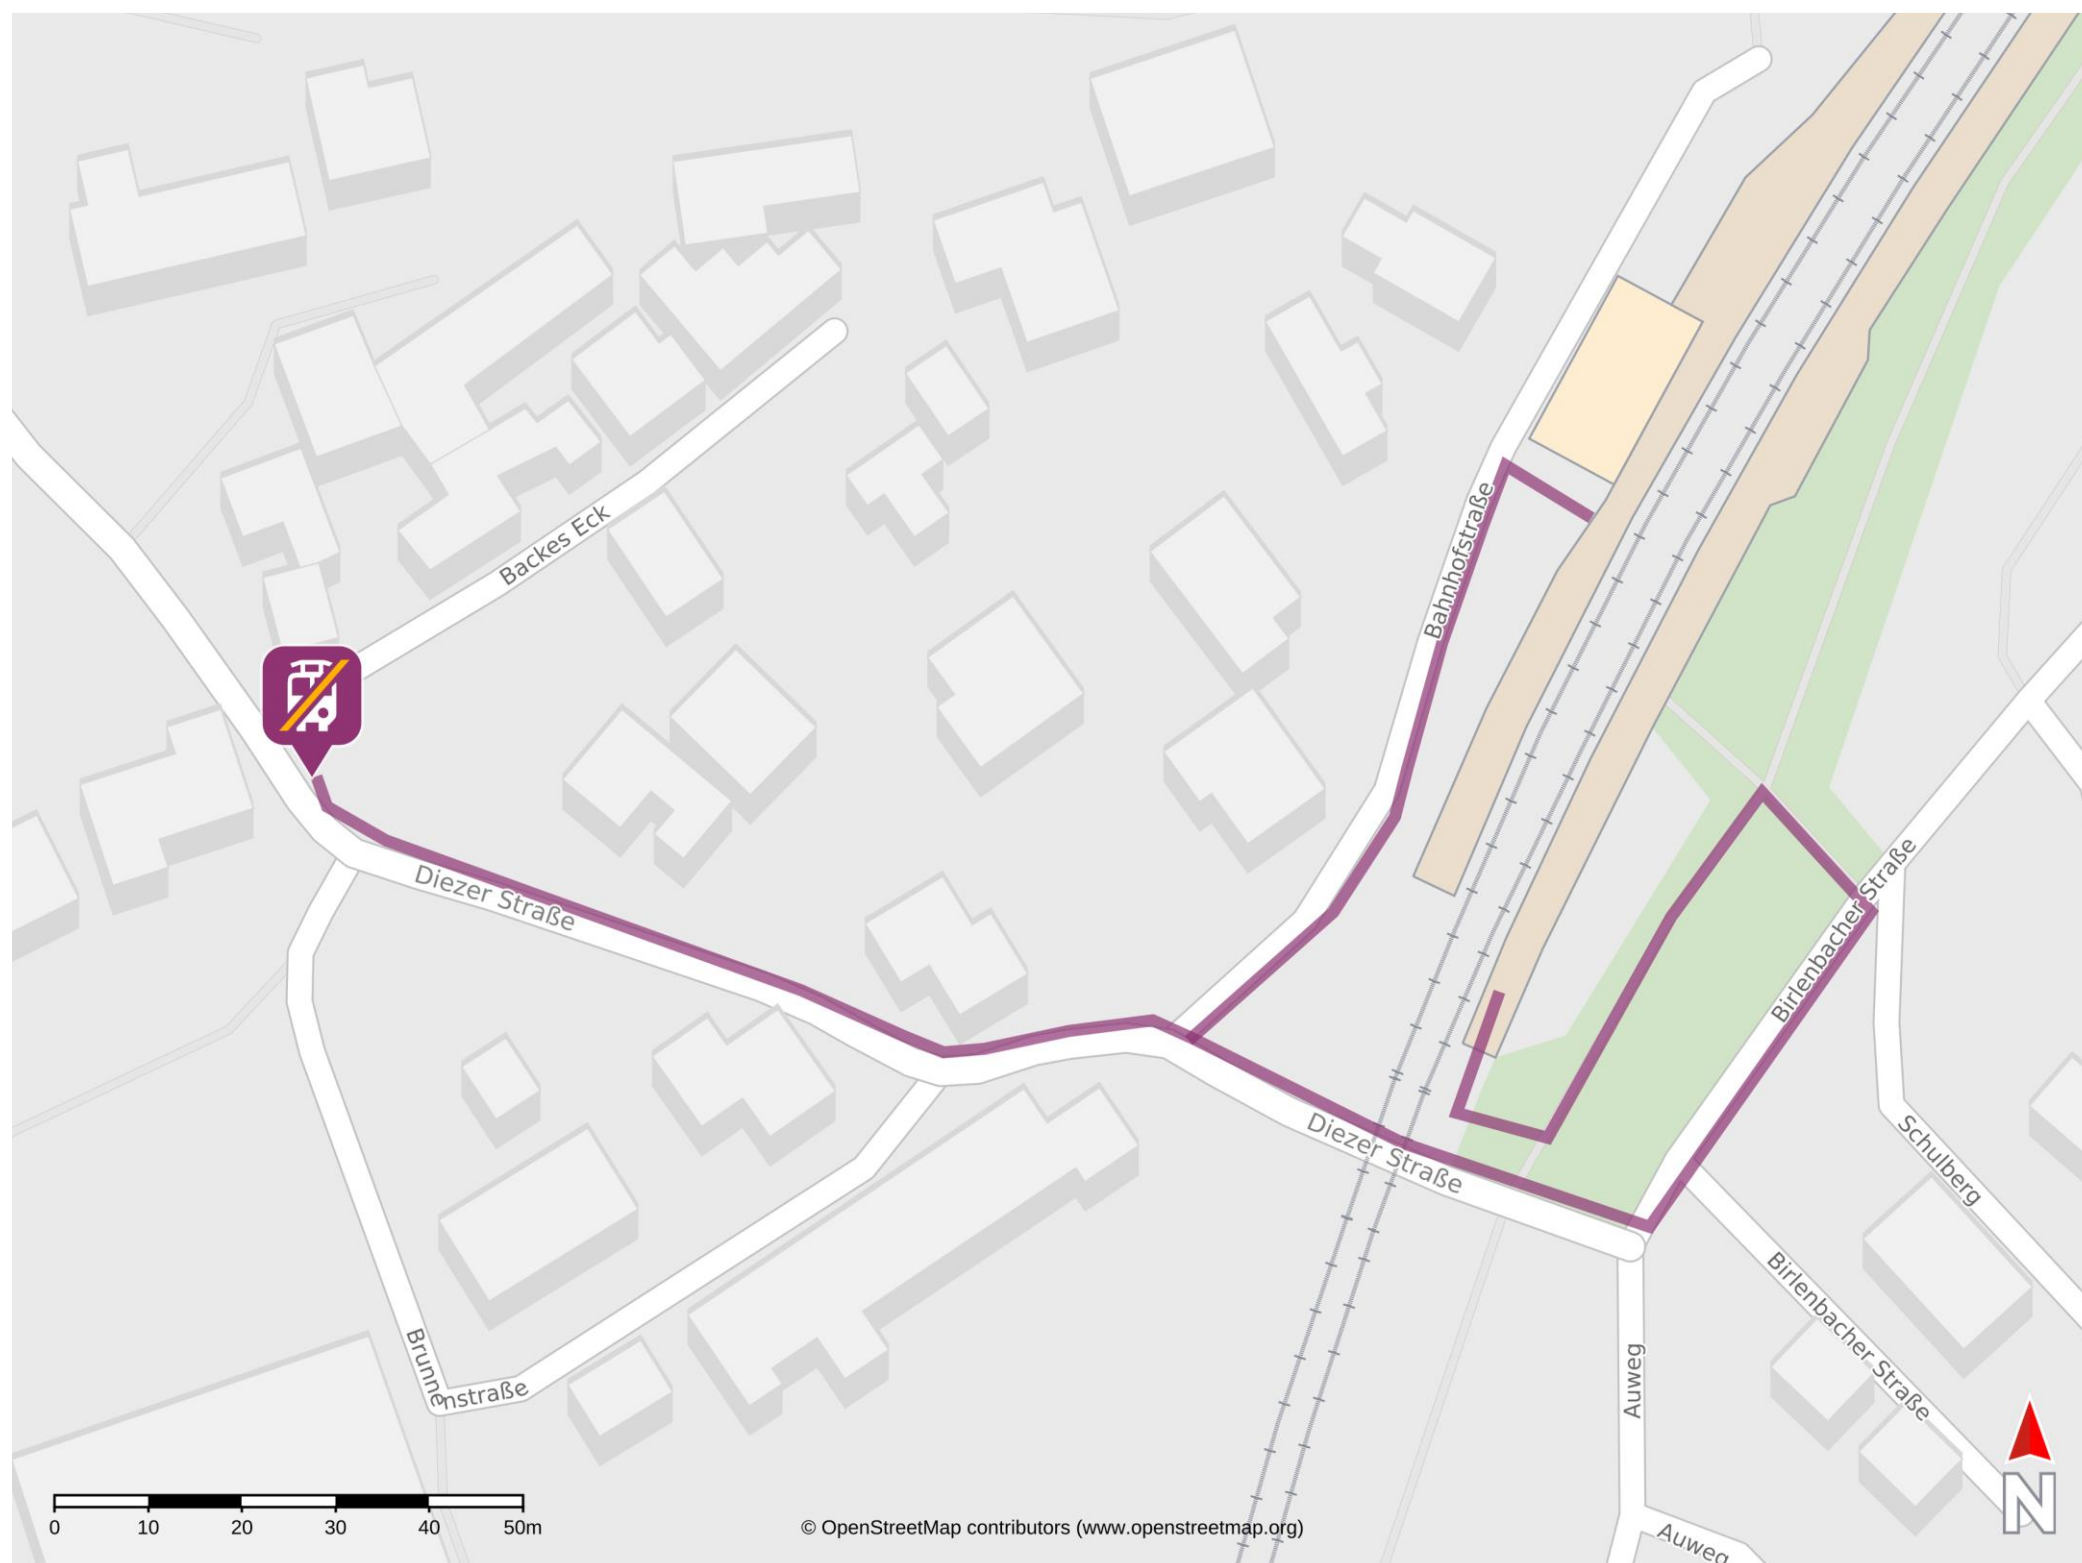 Backes Eck
Bahnhofstraße
Diezer Straße
Birlenbacher Straße
Diezer Straße
Schulberg
Birlenbacher Straße
Brunnenstraße
Auweg
Auweg
N
0 10 20 30 40 50m
© OpenStreetMap contributors (www.openstreetmap.org)